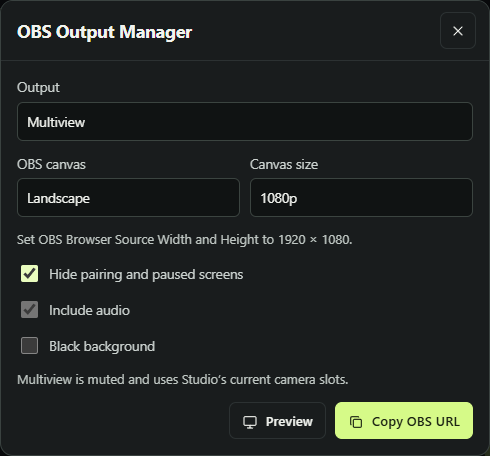 OBS Output Manager
Output
Multiview
OBS canvas
Canvas size
Landscape
1080p
Set OBS Browser Source Width and Height to 1920 × 1080.
Hide pairing and paused screens
Include audio
Black background
Multiview is muted and uses Studio's current camera slots.
Preview
Copy OBS URL